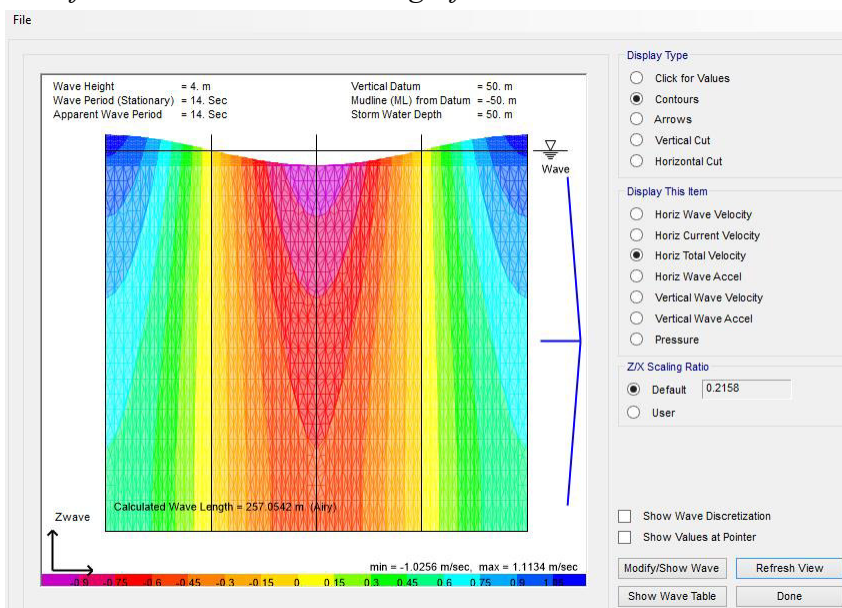 File
Wave Height = 4. m
Wave Period (Stationary) = 14. Sec
Apparent Wave Period = 14. Sec
Vertical Datum = 50. m
Mudline (ML) from Datum = -50. m
Storm Water Depth = 50. m
Wave
Calculated Wave Length = 257.0542 m (Airy)
Zwave
min = -1.0256 m/sec, max = 1.1134 m/sec
-0.9 -0.75 -0.6 -0.45 -0.3 -0.15 0. 0.15 0.3 0.45 0.6 0.75 0.9 1.05
Display Type
Click for Values
Contours
Arrows
Vertical Cut
Horizontal Cut
Display This Item
Horiz Wave Velocity
Horiz Current Velocity
Horiz Total Velocity
Horiz Wave Accel
Vertical Wave Velocity
Vertical Wave Accel
Pressure
Z/X Scaling Ratio
Default 0.2158
User
Show Wave Discretization
Show Values at Pointer
Modify/Show Wave Refresh View
Show Wave Table Done